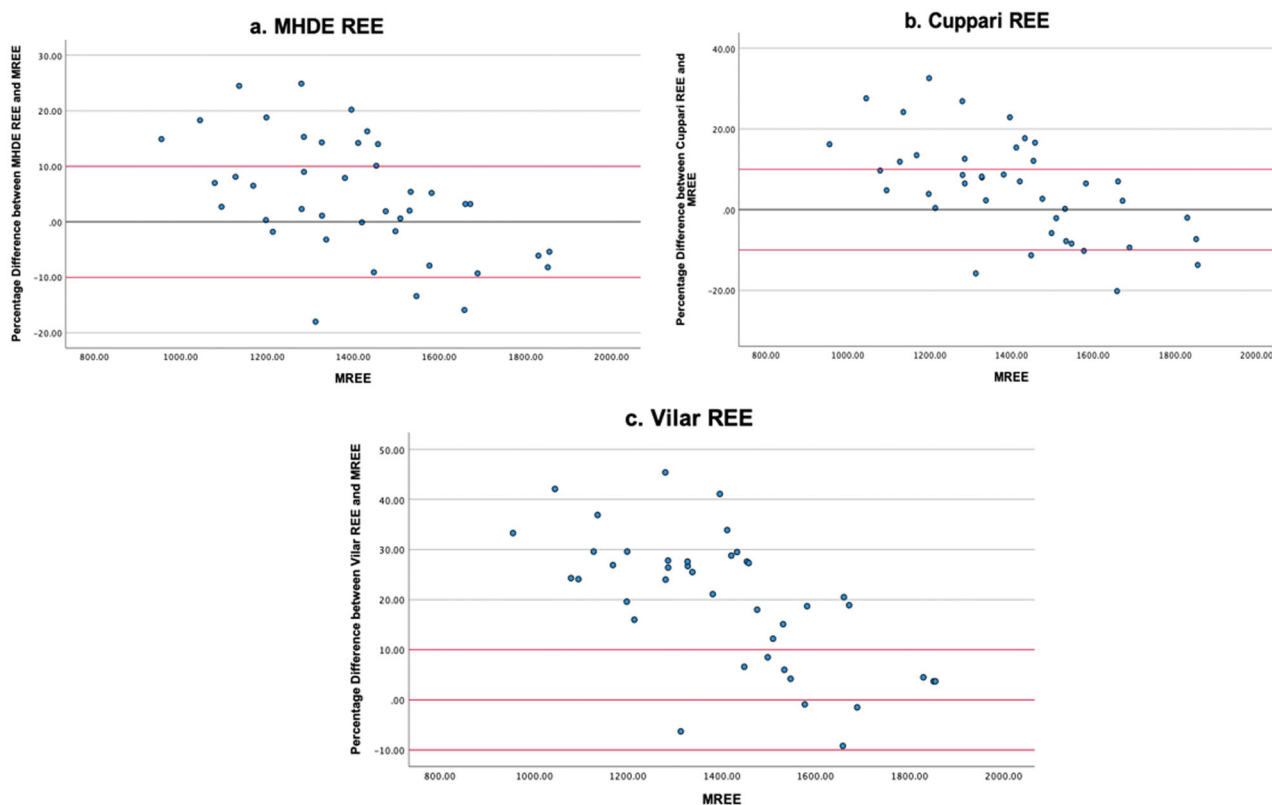 a. MHDE REE
Percentage Difference between MHDE REE and MREE
30.00
20.00
10.00
.00
-10.00
-20.00
800.00 1000.00 1200.00 1400.00 1600.00 1800.00 2000.00
MREE
b. Cuppari REE
Percentage Difference between Cuppari REE and
MREE
40.00
20.00
.00
-20.00
800.00 1000.00 1200.00 1400.00 1600.00 1800.00 2000.00
MREE
c. Vilar REE
Percentage Difference between Vilar REE and MREE
50.00
40.00
30.00
20.00
10.00
.00
-10.00
800.00 1000.00 1200.00 1400.00 1600.00 1800.00 2000.00
MREE